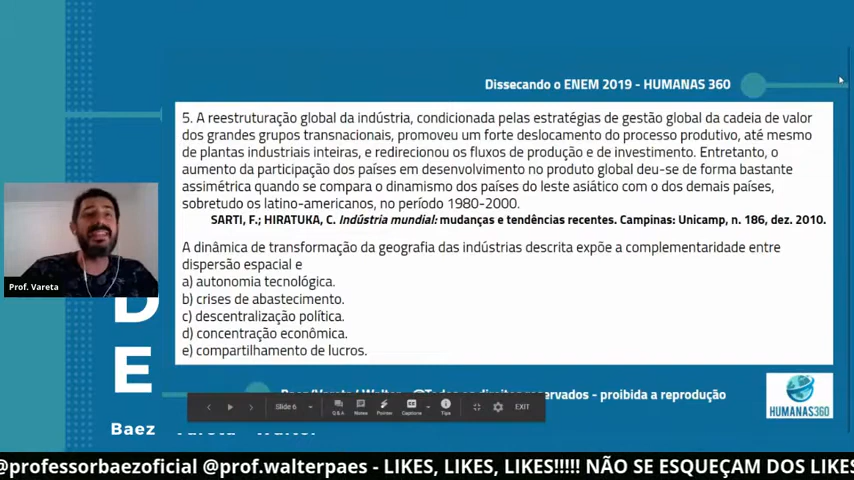 Dissecando o ENEM 2019 - HUMANAS 360
5. A reestruturação global da indústria, condicionada pelas estratégias de gestão global da cadeia de valor
dos grandes grupos transnacionais, promoveu um forte deslocamento do processo produtivo, até mesmo
de plantas industriais inteiras, e redirecionou os fluxos de produção e de investimento. Entretanto, o
aumento da participação dos países em desenvolvimento no produto global deu-se de forma bastante
assimétrica quando se compara o dinamismo dos países do leste asiático com o dos demais países,
sobretudo os latino-americanos, no período 1980-2000.
SARTI, F.; HIRATUKA, C. Indústria mundial: mudanças e tendências recentes. Campinas: Unicamp, n. 186, dez. 2010.
A dinâmica de transformação da geografia das indústrias descrita expõe a complementaridade entre
dispersão espacial e
a) autonomia tecnológica.
b) crises de abastecimento.
c) descentralização política.
d) concentração econômica.
e) compartilhamento de lucros.
Prof. Vareta
D
E
reservados - proibida a reprodução
Slide 6
Q&A
Notes
Pointer
Captions
Tips
EXIT
HUMANAS360
Baez
@professorbaezoficial @prof.walterpaes - LIKES, LIKES, LIKES!!!!! NÃO SE ESQUEÇAM DOS LIKES